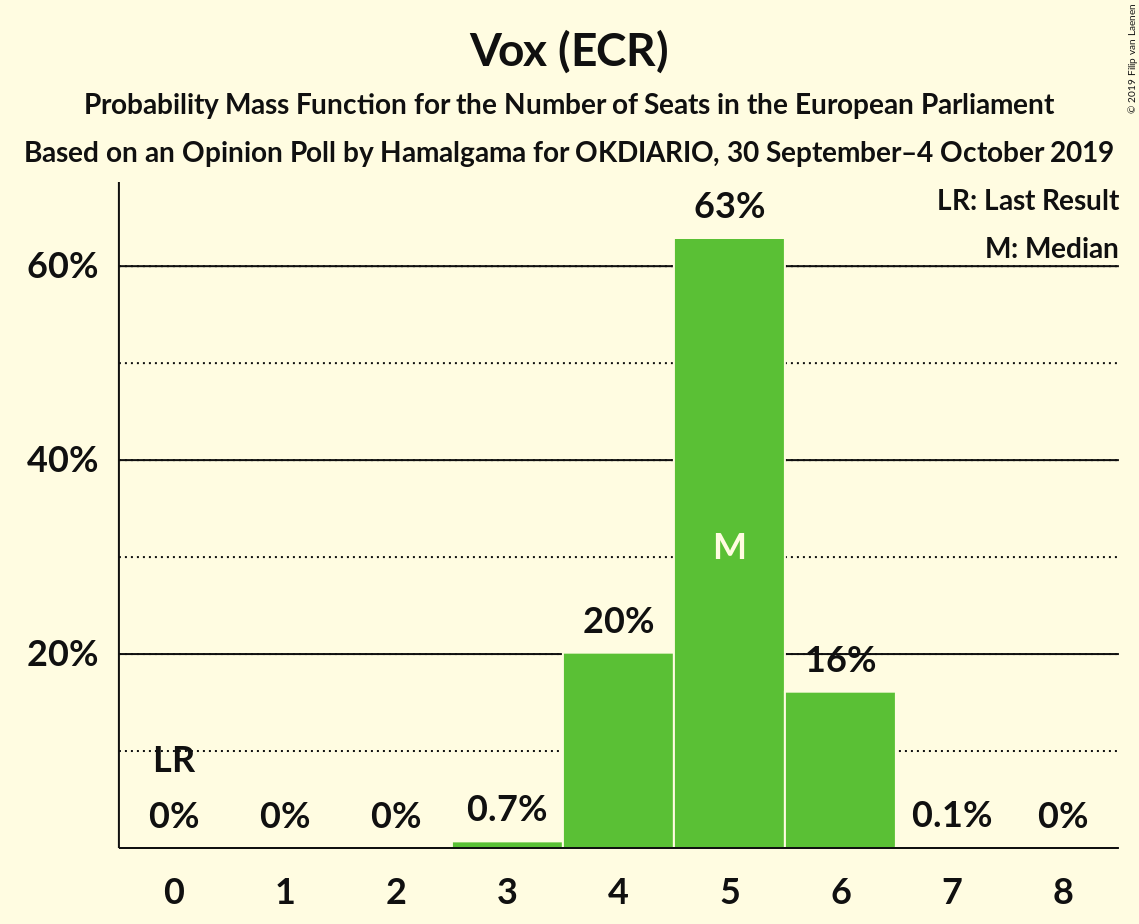 Vox (ECR)
Probability Mass Function for the Number of Seats in the European Parliament
Based on an Opinion Poll by Hamalgama for OKDIARIO, 30 September–4 October 2019
© 2019 Filip van Laenen
LR: Last Result
M: Median
60%
40%
20%
63%
M
20%
16%
LR
0%
0%
0%
0.7%
0.1%
0%
0 1 2 3 4 5 6 7 8